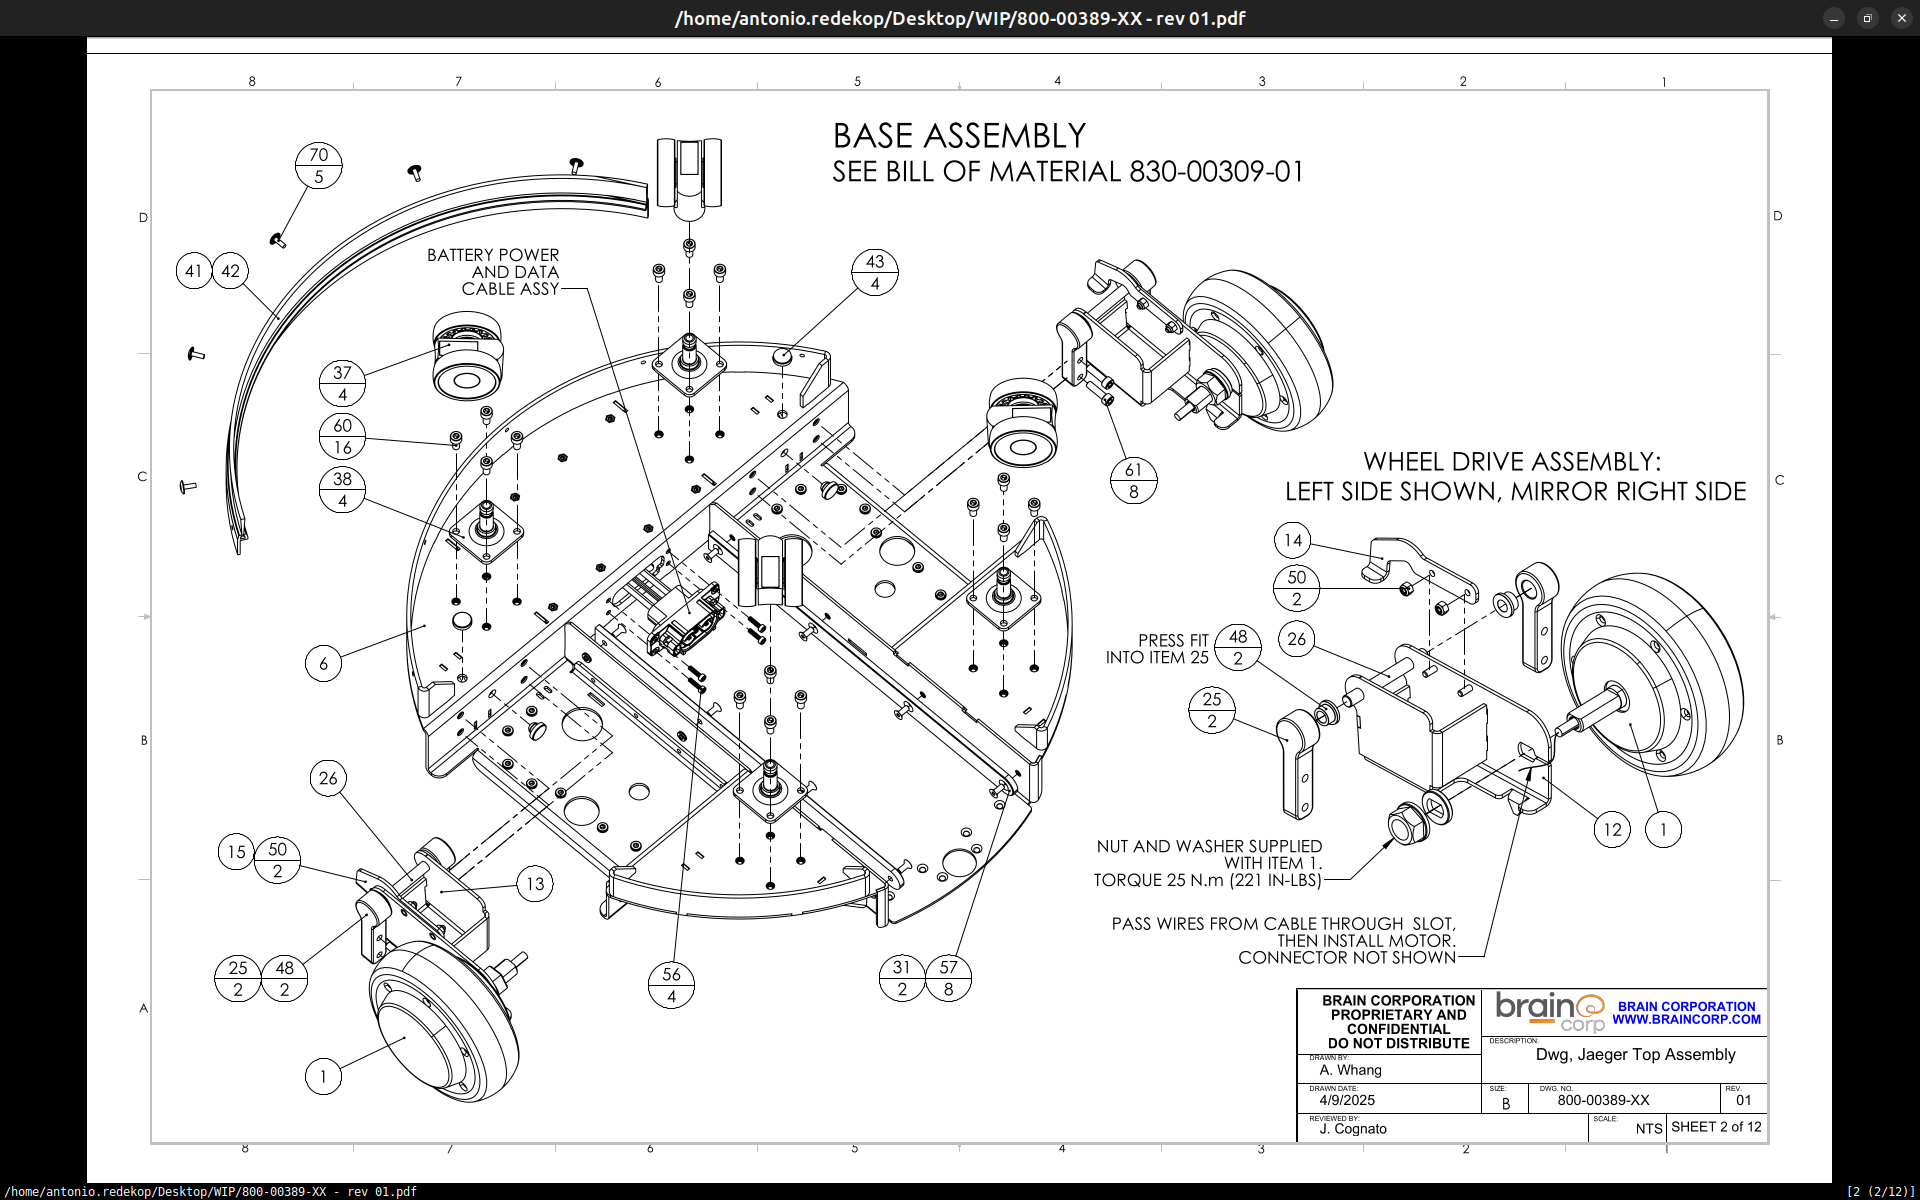 /home/antonio.redekop/Desktop/WIP/800-00389-XX - rev 01.pdf
8 7 6 5 4 3 2 1
BASE ASSEMBLY
SEE BILL OF MATERIAL 830-00309-01
70
5
D
D
BATTERY POWER
AND DATA
CABLE ASSY
41 42
43
4
37
4
60
16
38
4
61
8
C
C
WHEEL DRIVE ASSEMBLY:
LEFT SIDE SHOWN, MIRROR RIGHT SIDE
14
50
2
PRESS FIT
INTO ITEM 25
48
2
26
6
25
2
B
B
26
12
1
15
50
2
13
NUT AND WASHER SUPPLIED
WITH ITEM 1.
TORQUE 25 N.m (221 IN-LBS)
PASS WIRES FROM CABLE THROUGH SLOT,
THEN INSTALL MOTOR.
CONNECTOR NOT SHOWN
25
2
48
2
56
4
31
2
57
8
A
1
BRAIN CORPORATION
PROPRIETARY AND
CONFIDENTIAL
DO NOT DISTRIBUTE
brain
corp
BRAIN CORPORATION
WWW.BRAINCORP.COM
DESCRIPTION:
Dwg, Jaeger Top Assembly
DRAWN BY:
A. Whang
DRAWN DATE:
4/9/2025
SIZE:
B
DWG. NO.
800-00389-XX
REV.
01
REVIEWED BY:
J. Cognato
SCALE:
NTS
SHEET 2 of 12
8 7 6 5 4 3 2 1
/home/antonio.redekop/Desktop/WIP/800-00389-XX - rev 01.pdf
[2 (2/12)]